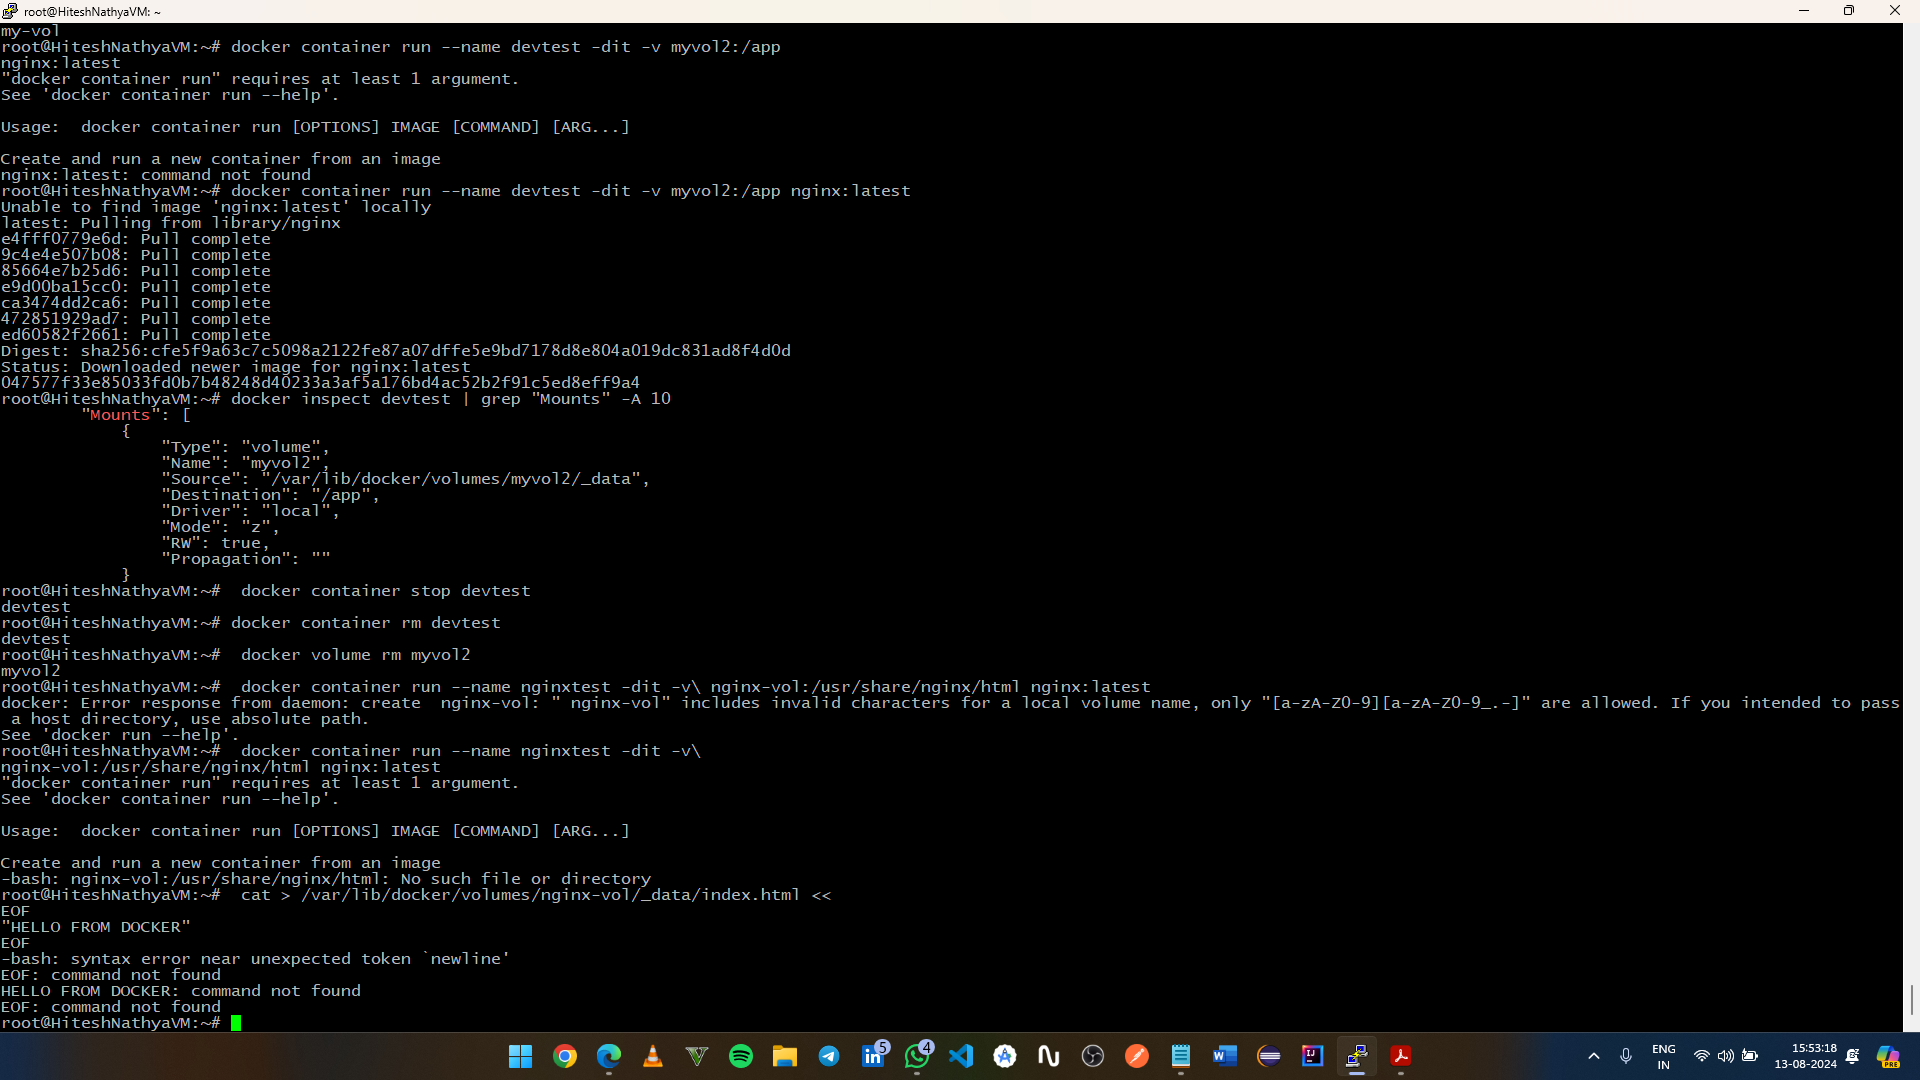 root@HiteshNathyaVM: ~
my-vol
root@HiteshNathyaVM:~# docker container run --name devtest -dit -v myvol2:/app
nginx:latest
"docker container run" requires at least 1 argument.
See 'docker container run --help'.
Usage:  docker container run [OPTIONS] IMAGE [COMMAND] [ARG...]
Create and run a new container from an image
nginx:latest: command not found
root@HiteshNathyaVM:~# docker container run --name devtest -dit -v myvol2:/app nginx:latest
Unable to find image 'nginx:latest' locally
latest: Pulling from library/nginx
e4fff0779e6d: Pull complete
9c4e4e507b08: Pull complete
85664e7b25d6: Pull complete
e9d00ba15cc0: Pull complete
ca3474dd2ca6: Pull complete
472851929ad7: Pull complete
ed60582f2661: Pull complete
Digest: sha256:cfe5f9a63c7c5098a2122fe87a07dffe5e9bd7178d8e804a019dc831ad8f4d0d
Status: Downloaded newer image for nginx:latest
047577f33e85033fd0b7b48248d40233a3af5a176bd4ac52b2f91c5ed8eff9a4
root@HiteshNathyaVM:~# docker inspect devtest | grep "Mounts" -A 10
        "Mounts": [
            {
                "Type": "volume",
                "Name": "myvol2",
                "Source": "/var/lib/docker/volumes/myvol2/_data",
                "Destination": "/app",
                "Driver": "local",
                "Mode": "z",
                "RW": true,
                "Propagation": ""
            }
root@HiteshNathyaVM:~#  docker container stop devtest
devtest
root@HiteshNathyaVM:~# docker container rm devtest
devtest
root@HiteshNathyaVM:~#  docker volume rm myvol2
myvol2
root@HiteshNathyaVM:~#  docker container run --name nginxtest -dit -v\ nginx-vol:/usr/share/nginx/html nginx:latest
docker: Error response from daemon: create  nginx-vol: " nginx-vol" includes invalid characters for a local volume name, only "[a-zA-Z0-9][a-zA-Z0-9_.-]" are allowed. If you intended to pass
 a host directory, use absolute path.
See 'docker run --help'.
root@HiteshNathyaVM:~#  docker container run --name nginxtest -dit -v\
nginx-vol:/usr/share/nginx/html nginx:latest
"docker container run" requires at least 1 argument.
See 'docker container run --help'.
Usage:  docker container run [OPTIONS] IMAGE [COMMAND] [ARG...]
Create and run a new container from an image
-bash: nginx-vol:/usr/share/nginx/html: No such file or directory
root@HiteshNathyaVM:~#  cat > /var/lib/docker/volumes/nginx-vol/_data/index.html <<
EOF
"HELLO FROM DOCKER"
EOF
-bash: syntax error near unexpected token `newline'
EOF: command not found
HELLO FROM DOCKER: command not found
EOF: command not found
root@HiteshNathyaVM:~#
5
4
ENG
IN
15:53:18
13-08-2024
PRE